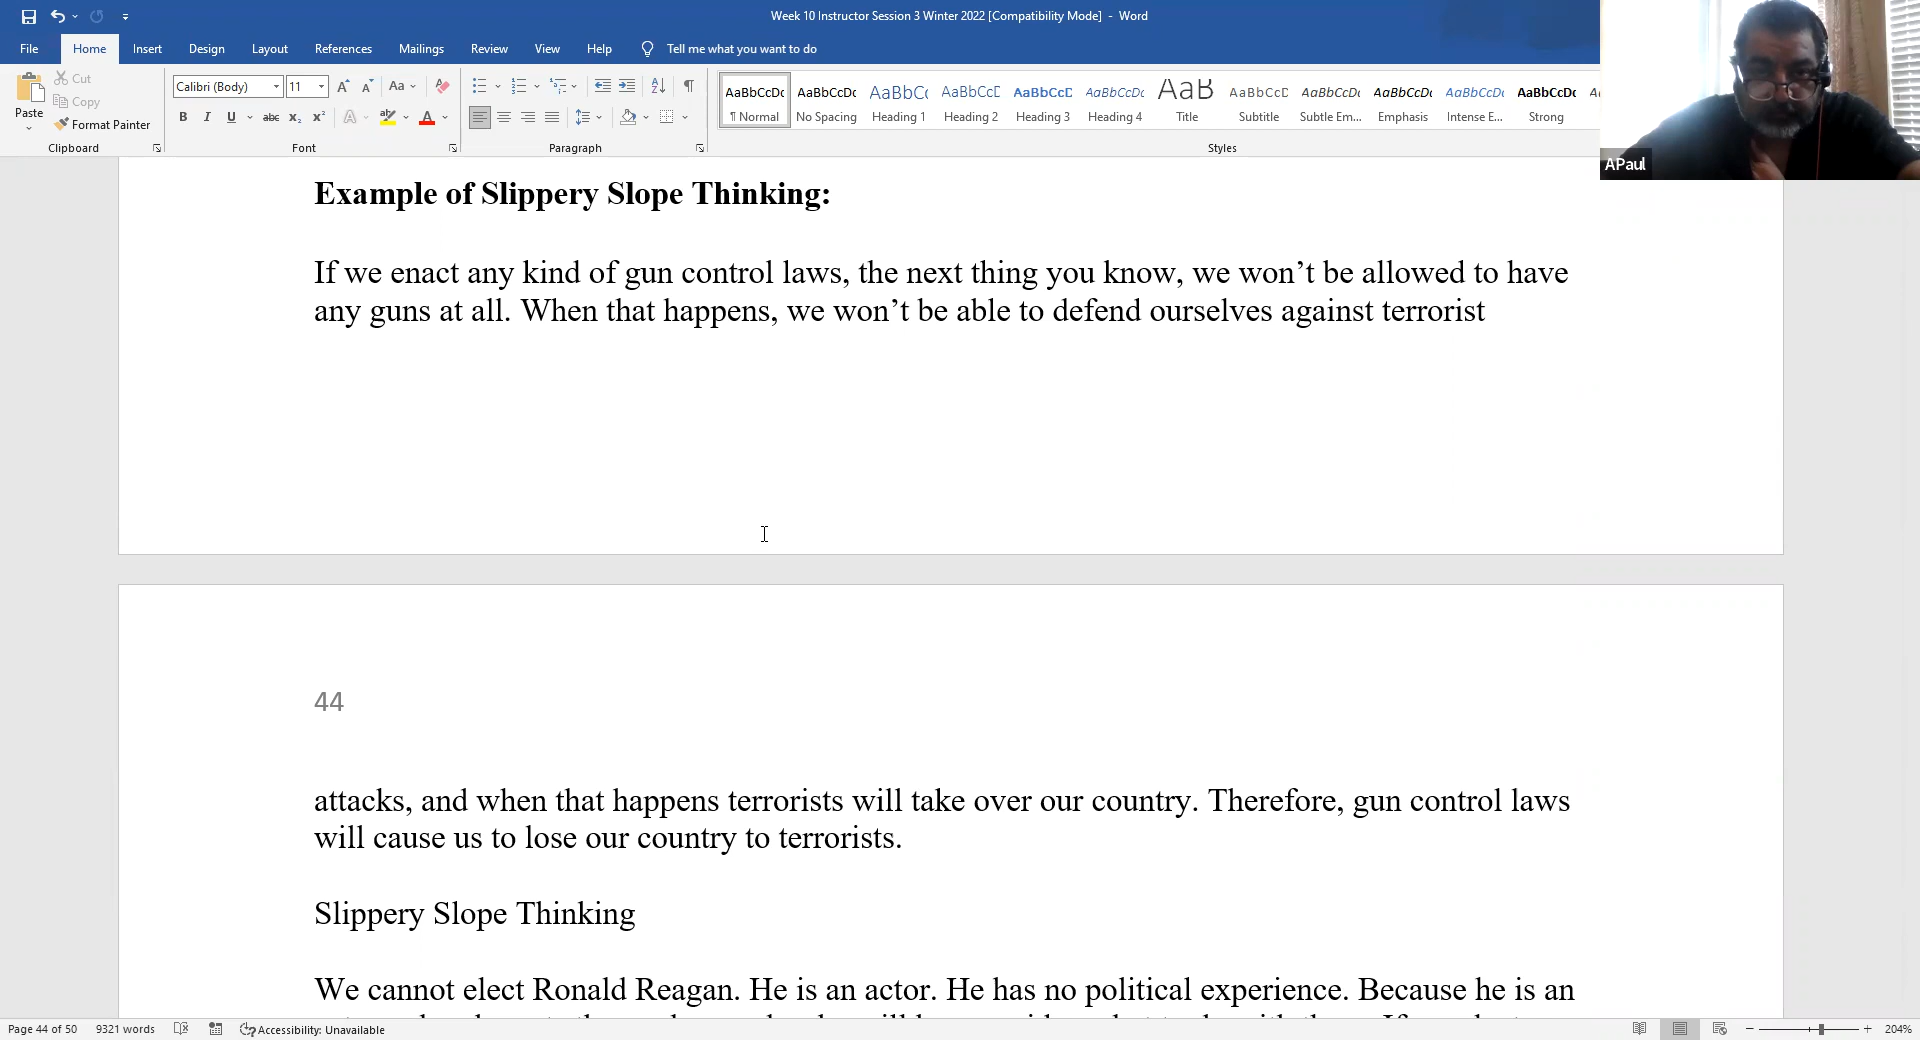 Week 10 Instructor Session 3 Winter 2022 [Compatibility Mode] - Word
File Home Insert Design Layout References Mailings Review View Help Tell me what you want to do
Paste
Cut
Copy
Format Painter
Clipboard
Calibri (Body) 11
Font
Paragraph
AaBbCcDc AaBbCcDc AaBbC( AaBbCcD AaBbCcD AaBbCcDc AaB AaBbCcD AaBbCcDc AaBbCcDc AaBbCcDc AaBbCcDc
¶ Normal No Spacing Heading 1 Heading 2 Heading 3 Heading 4 Title Subtitle Subtle Em... Emphasis Intense E... Strong
Styles
APaul
Example of Slippery Slope Thinking:
If we enact any kind of gun control laws, the next thing you know, we won’t be allowed to have
any guns at all. When that happens, we won’t be able to defend ourselves against terrorist
44
attacks, and when that happens terrorists will take over our country. Therefore, gun control laws
will cause us to lose our country to terrorists.
Slippery Slope Thinking
We cannot elect Ronald Reagan. He is an actor. He has no political experience. Because he is an
Page 44 of 50 9321 words Accessibility: Unavailable 204%